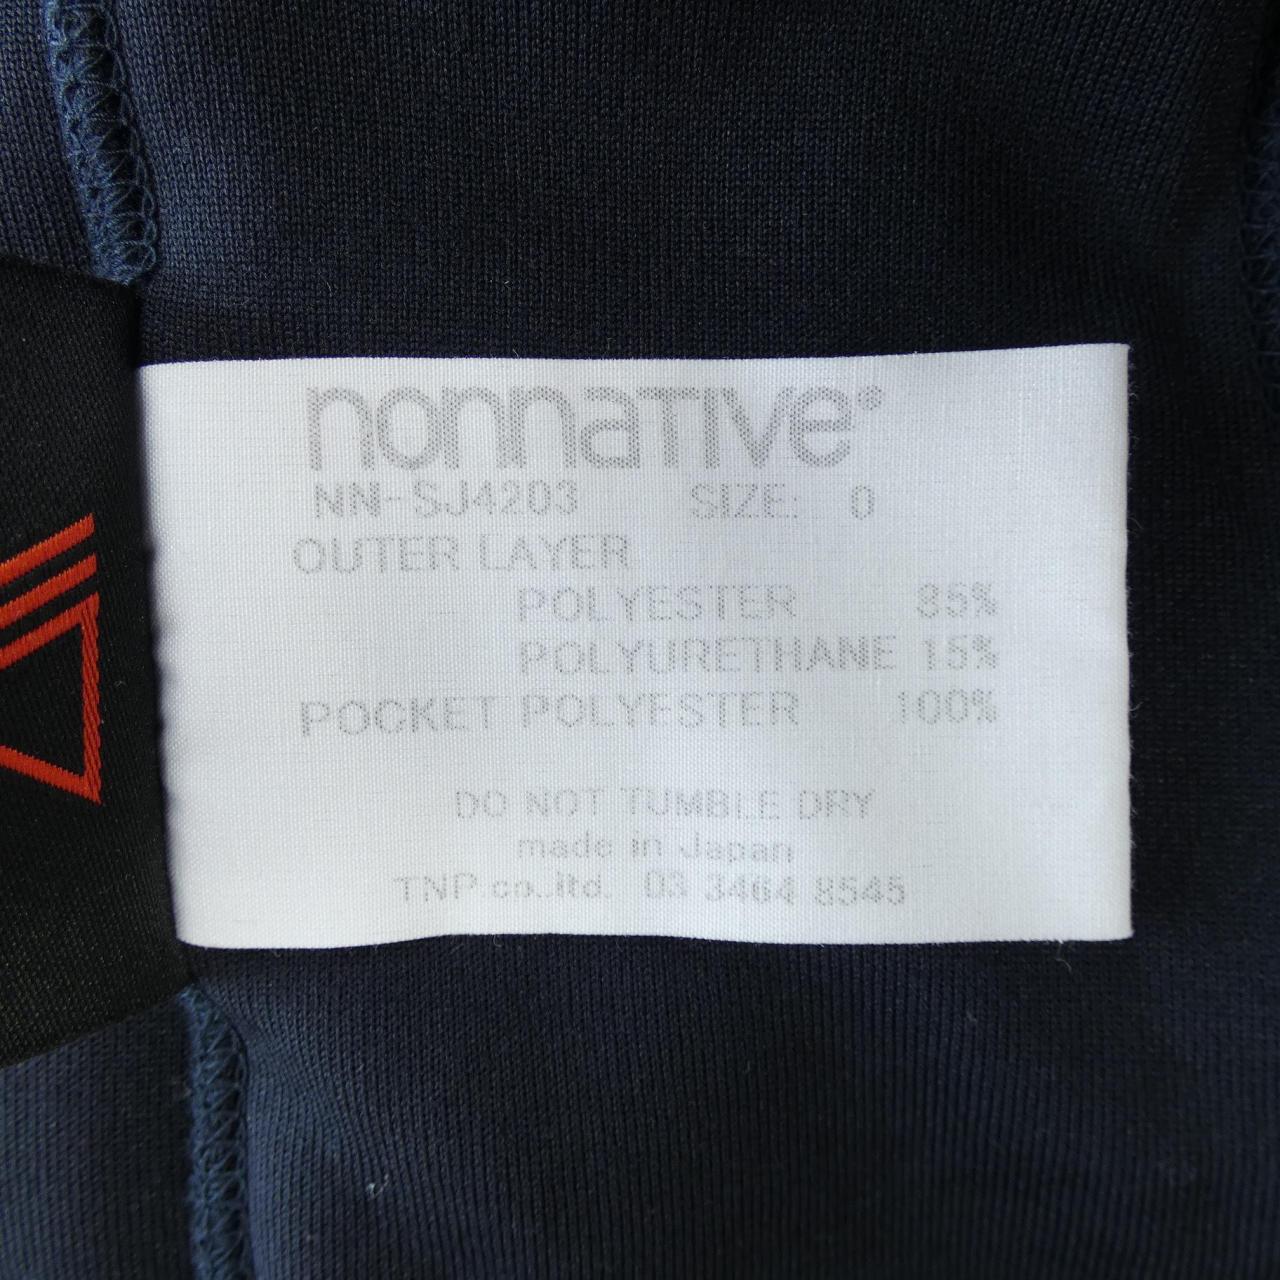 nonnative®
NN-SJ4203 SIZE: 0
OUTER LAYER
POLYESTER 85%
POLYURETHANE 15%
POCKET POLYESTER 100%
DO NOT TUMBLE DRY
made in Japan
TNP co.,ltd. 03 3464 8545